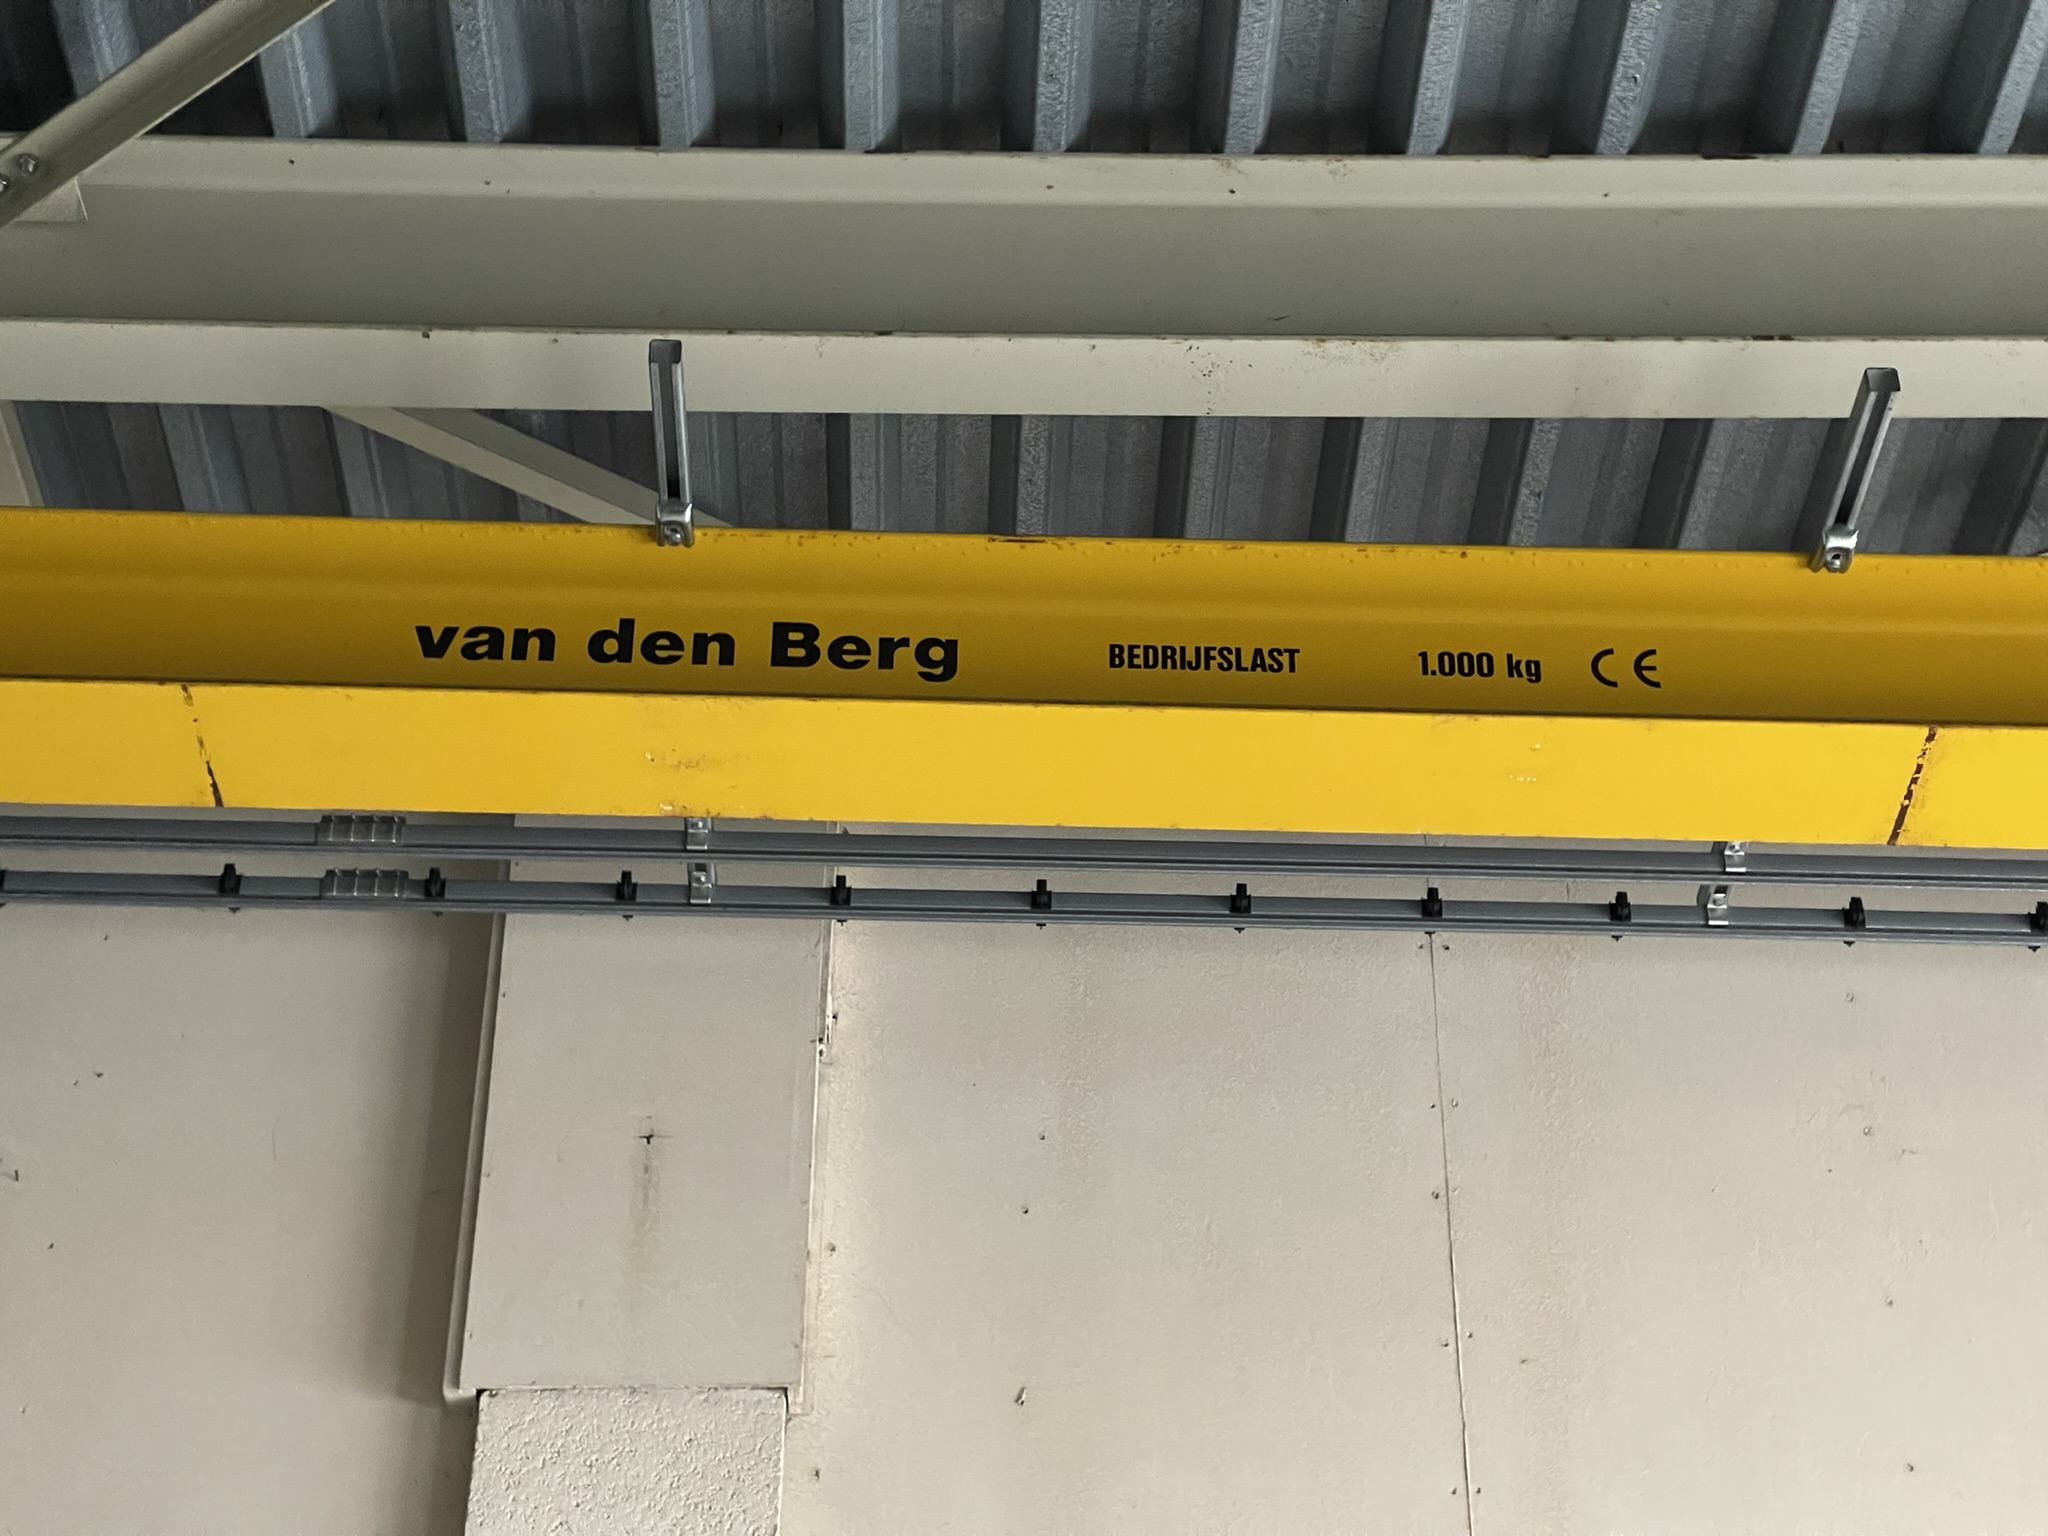 van den Berg BEDRIJFSLAST 1.000 kg CE